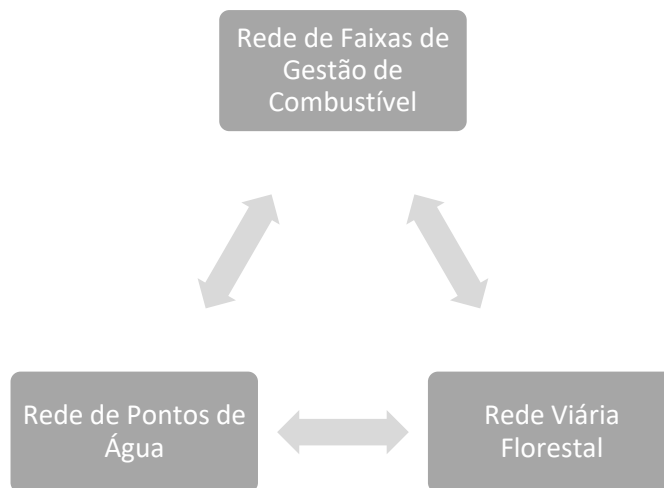 Rede de Faixas de
Gestão de
Combustível
Rede de Pontos de
Água
Rede Viária
Florestal